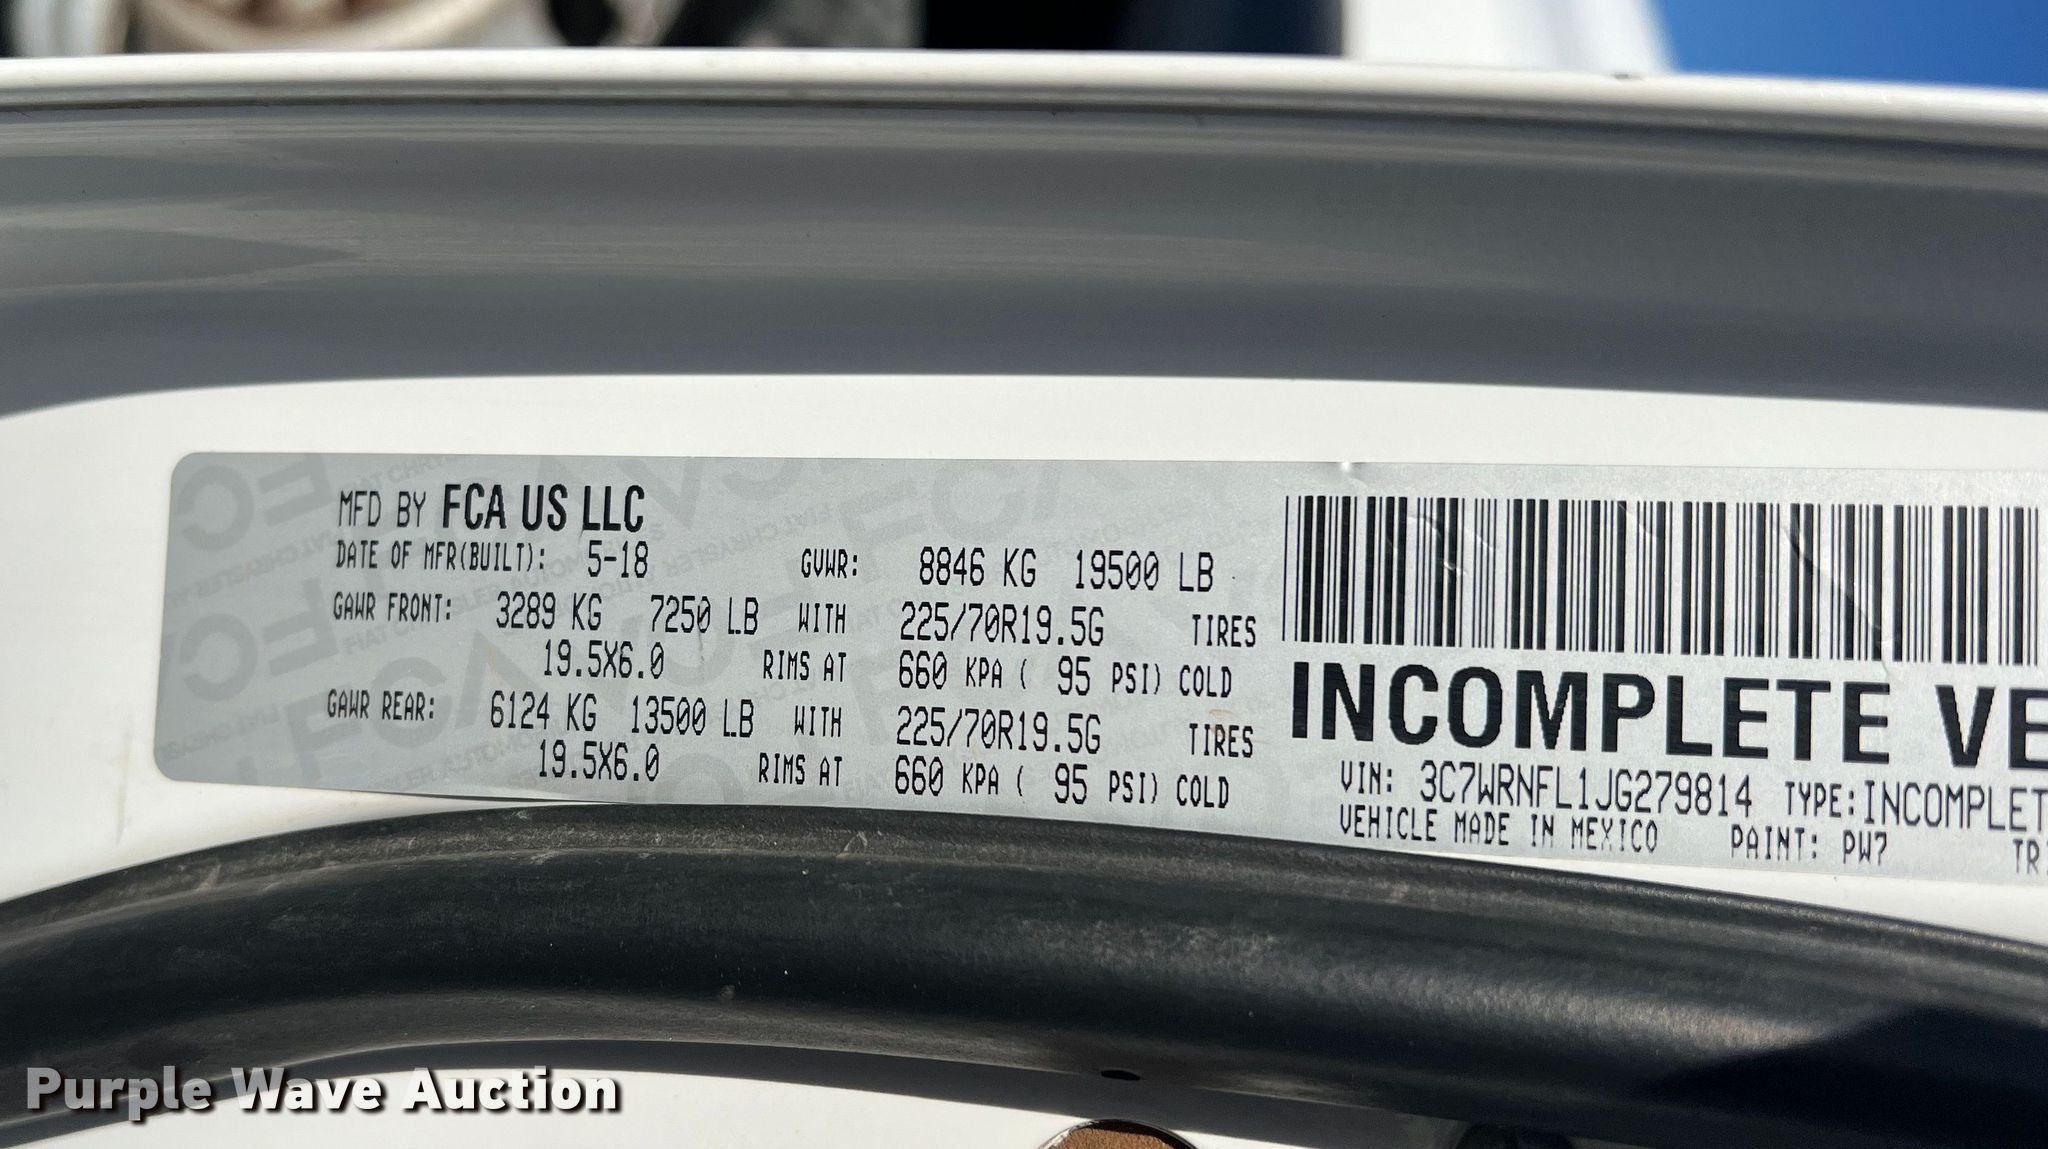 MFD BY FCA US LLC
DATE OF MFR(BUILT): 5-18 GVWR: 8846 KG 19500 LB
GAWR FRONT: 3289 KG 7250 LB WITH 225/70R19.5G TIRES
19.5X6.0 RIMS AT 660 KPA ( 95 PSI) COLD
GAWR REAR: 6124 KG 13500 LB WITH 225/70R19.5G TIRES
19.5X6.0 RIMS AT 660 KPA ( 95 PSI) COLD
INCOMPLETE VE
VIN: 3C7WRNFL1JG279814 TYPE: INCOMPLET
VEHICLE MADE IN MEXICO PAINT: PW7 TR
Purple Wave Auction